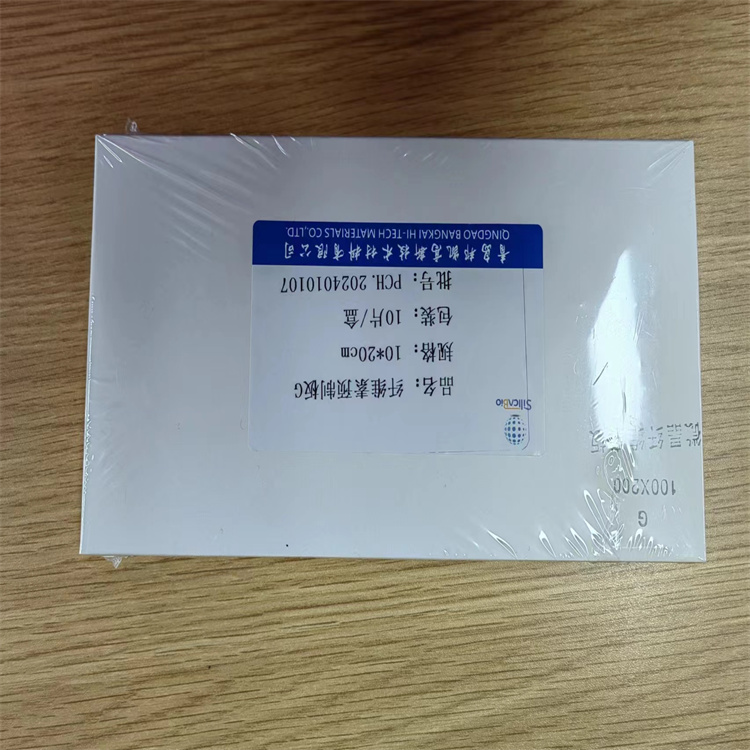 SilicaBio
品名：纤维素预制板G
规格：10*20cm
包装：10片/盒
批号：PCH.2024010107
青岛邦凯高新技术材料有限公司
QINGDAO BANGKAI HI-TECH MATERIALS CO.,LTD.
G
100X200